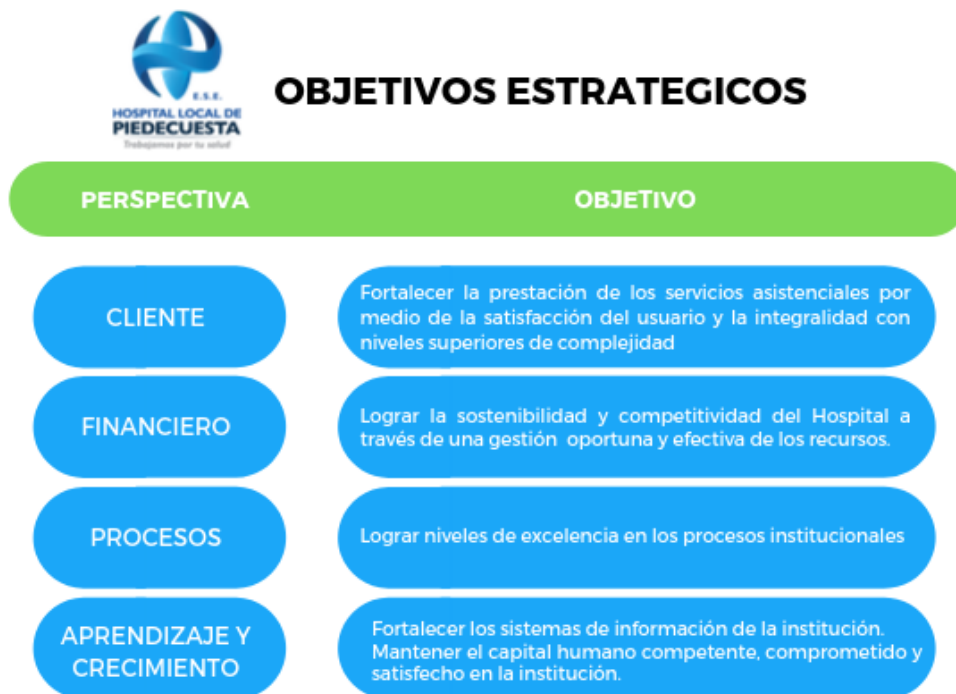 E.S.E.
HOSPITAL LOCAL DE
PIEDECUESTA
Trabajamos por tu salud
OBJETIVOS ESTRATEGICOS
PERSPECTIVA
OBJETIVO
CLIENTE
Fortalecer la prestación de los servicios asistenciales por
medio de la satisfacción del usuario y la integralidad con
niveles superiores de complejidad
FINANCIERO
Lograr la sostenibilidad y competitividad del Hospital a
través de una gestión oportuna y efectiva de los recursos.
PROCESOS
Lograr niveles de excelencia en los procesos institucionales
APRENDIZAJE Y
CRECIMIENTO
Fortalecer los sistemas de información de la institución.
Mantener el capital humano competente, comprometido y
satisfecho en la institución.